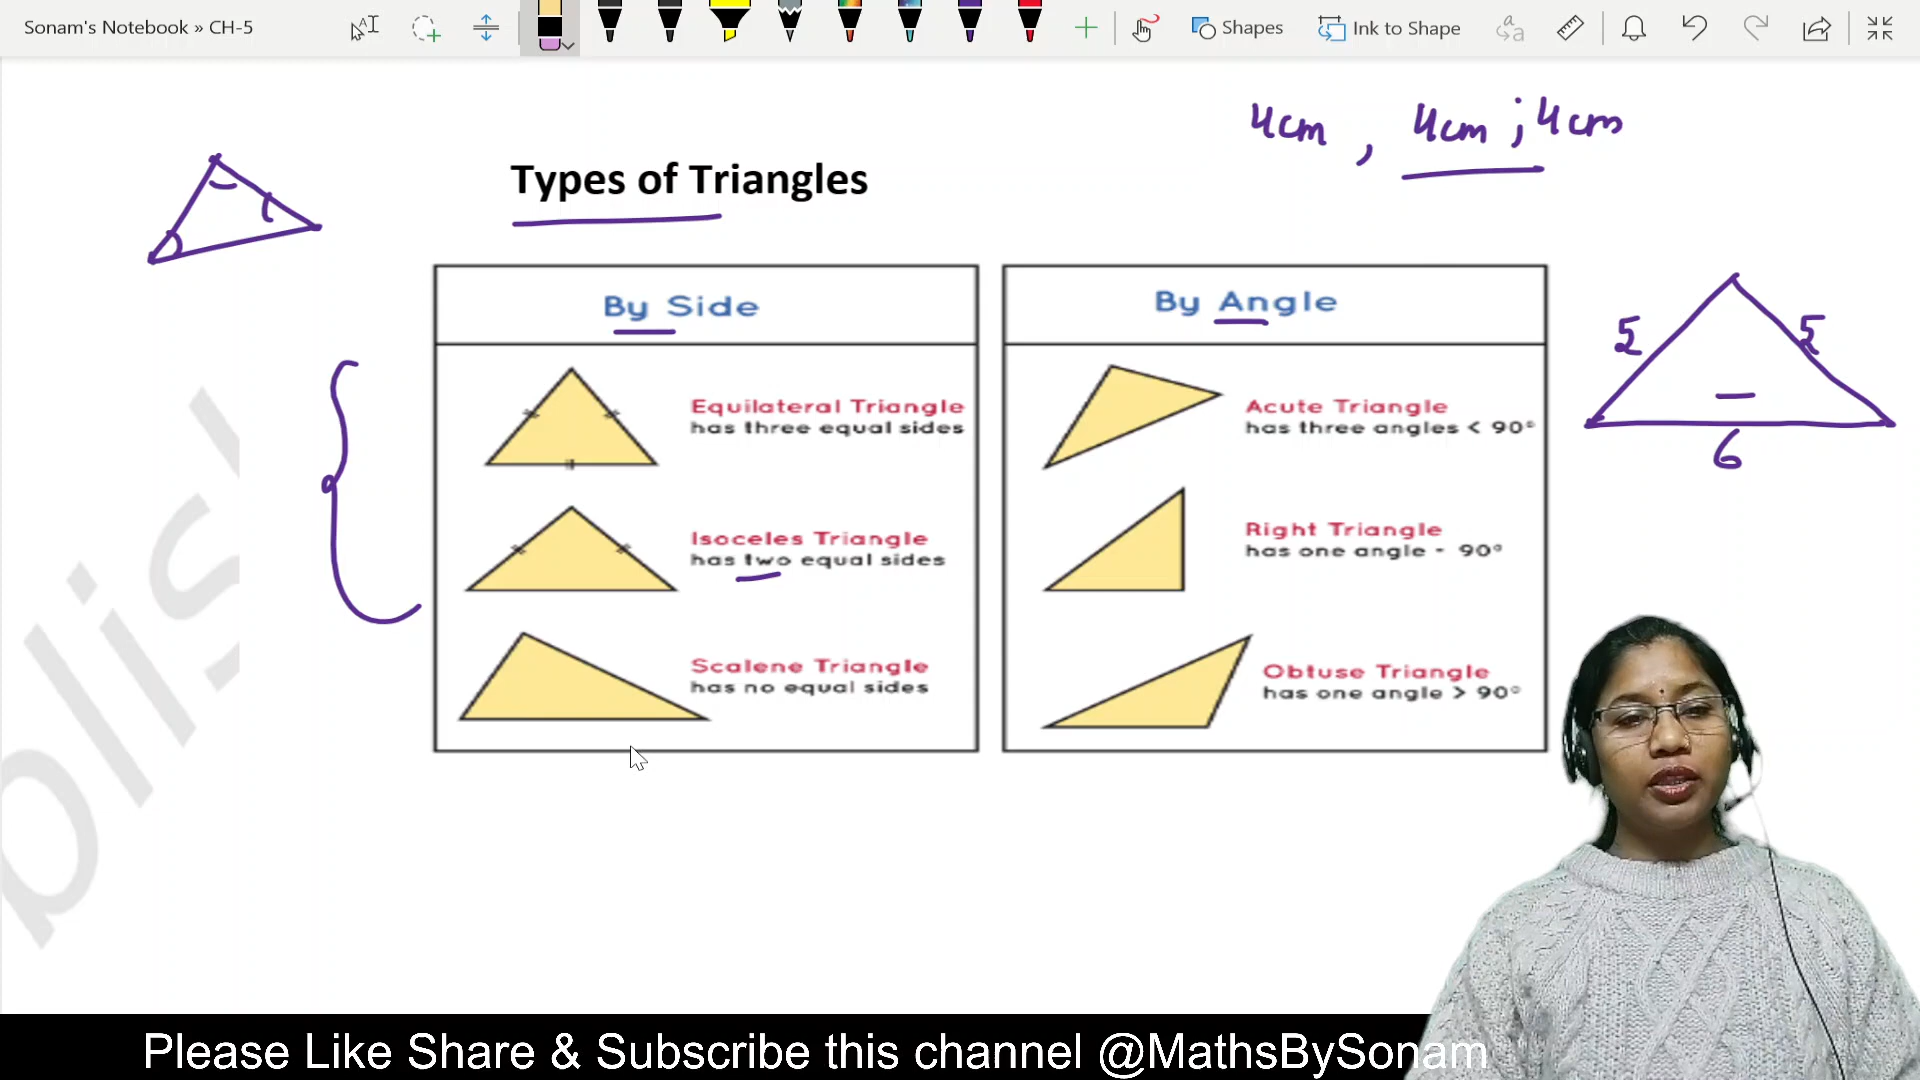 Sonam's Notebook » CH-5
Shapes
Ink to Shape
4cm , 4cm ; 4cm
Types of Triangles
By Side
Equilateral Triangle
has three equal sides
Isoceles Triangle
has two equal sides
Scalene Triangle
has no equal sides
By Angle
Acute Triangle
has three angles < 90°
Right Triangle
has one angle - 90°
Obtuse Triangle
has one angle > 90°
5
5
6
Please Like Share & Subscribe this channel @MathsBySonam